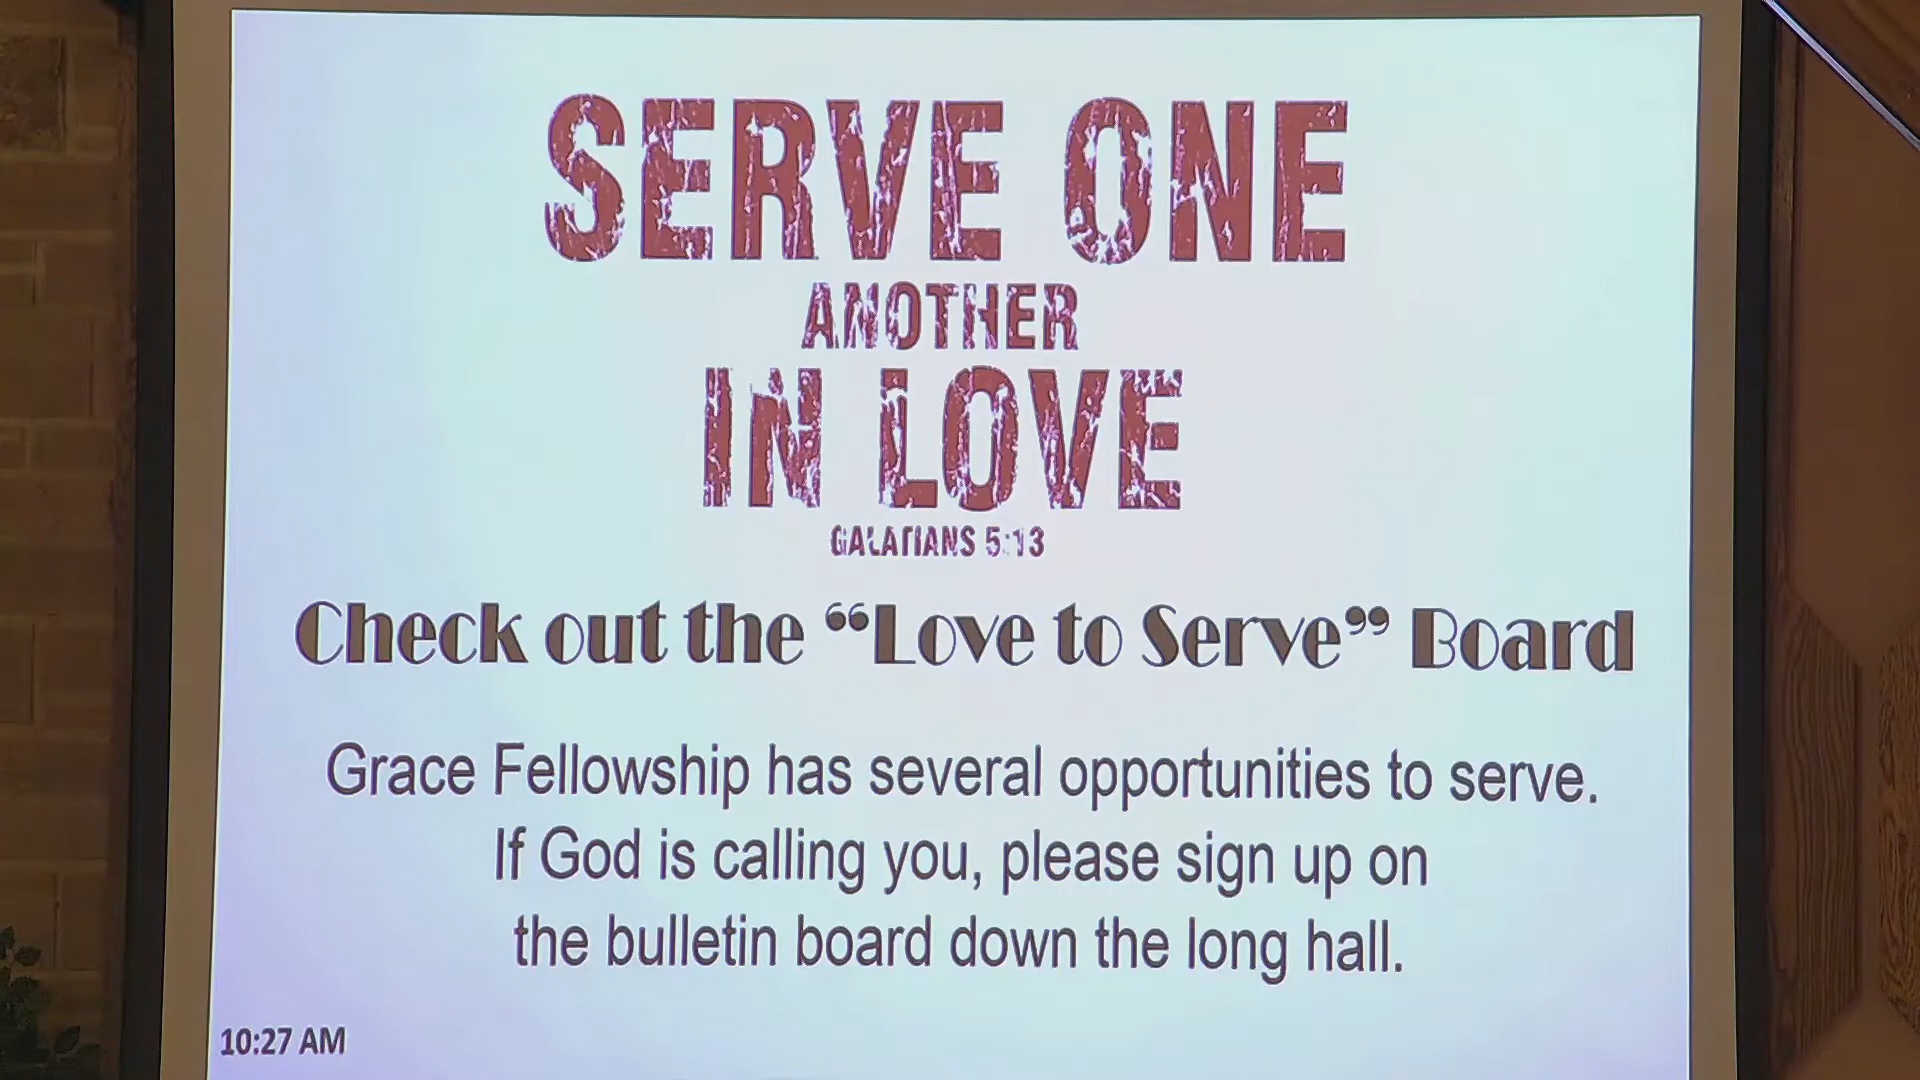 SERVE ONE
ANOTHER
IN LOVE
GALATIANS 5:13
Check out the “Love to Serve” Board
Grace Fellowship has several opportunities to serve.
If God is calling you, please sign up on
the bulletin board down the long hall.
10:27 AM